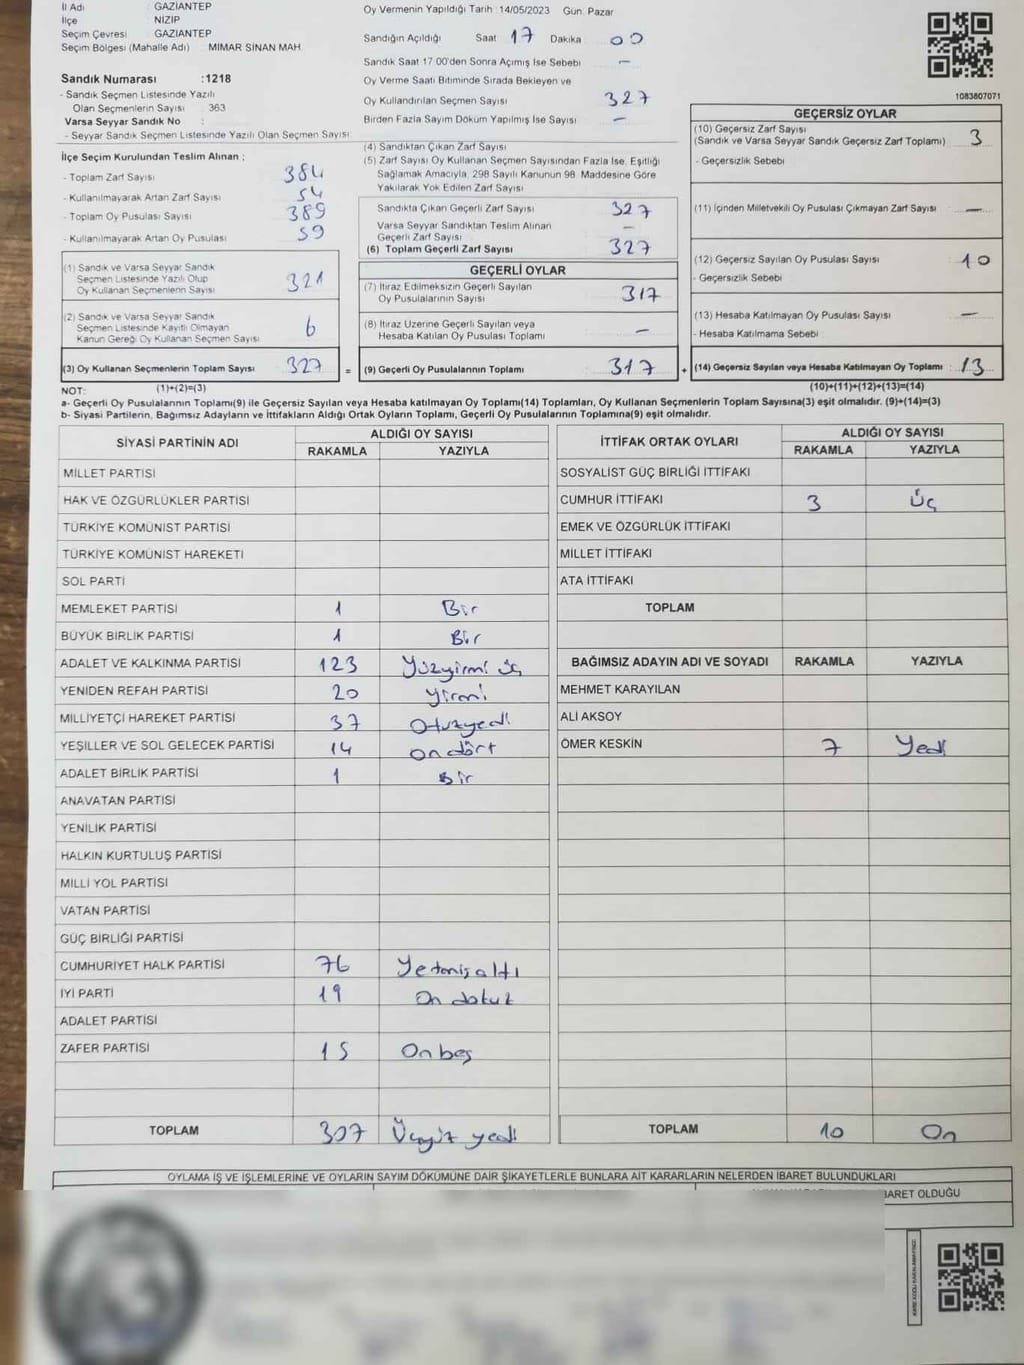 İl Adı : GAZİANTEP
İlçe NİZİP
Seçim Çevresi GAZİANTEP
Seçim Bölgesi (Mahalle Adı) : MİMAR SİNAN MAH.
Sandık Numarası :1218
- Sandık Seçmen Listesinde Yazılı
Olan Seçmenlerin Sayısı : 363
Varsa Seyyar Sandık No :
- Seyyar Sandık Seçmen Listesinde Yazılı Olan Seçmen Sayısı:
İlçe Seçim Kurulundan Teslim Alınan ;
- Toplam Zarf Sayısı 384
- Kullanılmayarak Artan Zarf Sayısı 54
- Toplam Oy Pusulası Sayısı 389
- Kullanılmayarak Artan Oy Pusulası 59
(1) Sandık ve Varsa Seyyar Sandık
Seçmen Listesinde Yazılı Olup
Oy Kullanan Seçmenlerin Sayısı 321
(2) Sandık ve Varsa Seyyar Sandık
Seçmen Listesinde Kayıtlı Olmayan
Kanun Gereği Oy Kullanan Seçmen Sayısı 6
(3) Oy Kullanan Seçmenlerin Toplam Sayısı 327 =
Oy Vermenin Yapıldığı Tarih : 14/05/2023 Gün: Pazar
Sandığın Açıldığı Saat 17 Dakika 00
Sandık Saat 17.00'den Sonra Açımış İse Sebebi –
Oy Verme Saati Bitiminde Sırada Bekleyen ve
Oy Kullandırılan Seçmen Sayısı 327
Birden Fazla Sayım Döküm Yapılmış İse Sayısı –
(4) Sandıktan Çıkan Zarf Sayısı
(5) Zarf Sayısı Oy Kullanan Seçmen Sayısından Fazla İse, Eşitliği
Sağlamak Amacıyla, 298 Sayılı Kanunun 98. Maddesine Göre
Yakılarak Yok Edilen Zarf Sayısı
Sandıkta Çıkan Geçerli Zarf Sayısı 327
Varsa Seyyar Sandıktan Teslim Alınan
Geçerli Zarf Sayısı –
(6) Toplam Geçerli Zarf Sayısı 327
GEÇERLİ OYLAR
(7) İtiraz Edilmeksizin Geçerli Sayılan
Oy Pusulalarının Sayısı 317
(8) İtiraz Üzerine Geçerli Sayılan veya
Hesaba Katılan Oy Pusulası Toplamı –
(9) Geçerli Oy Pusulalarının Toplamı 317 +
1083807071
GEÇERSİZ OYLAR
(10) Geçersiz Zarf Sayısı
(Sandık ve Varsa Seyyar Sandık Geçersiz Zarf Toplamı) 3
- Geçersizlik Sebebi
(11) İçinden Milletvekili Oy Pusulası Çıkmayan Zarf Sayısı –
(12) Geçersiz Sayılan Oy Pusulası Sayısı 10
- Geçersizlik Sebebi
(13) Hesaba Katılmayan Oy Pusulası Sayısı –
- Hesaba Katılmama Sebebi
(14) Geçersiz Sayılan veya Hesaba Katılmayan Oy Toplamı : 13
NOT: (1)+(2)=(3) (10)+(11)+(12)+(13)=(14)
a- Geçerli Oy Pusulalarının Toplamı(9) ile Geçersiz Sayılan veya Hesaba katılmayan Oy Toplamı(14) Toplamları, Oy Kullanan Seçmenlerin Toplam Sayısına(3) eşit olmalıdır. (9)+(14)=(3)
b- Siyasi Partilerin, Bağımsız Adayların ve İttifakların Aldığı Ortak Oyların Toplamı, Geçerli Oy Pusulalarının Toplamına(9) eşit olmalıdır.
SİYASİ PARTİNİN ADI ALDIĞI OY SAYISI
RAKAMLA YAZIYLA
MİLLET PARTİSİ
HAK VE ÖZGÜRLÜKLER PARTİSİ
TÜRKİYE KOMÜNİST PARTİSİ
TÜRKİYE KOMÜNİST HAREKETİ
SOL PARTİ
MEMLEKET PARTİSİ 1 Bir
BÜYÜK BİRLİK PARTİSİ 1 Bir
ADALET VE KALKINMA PARTİSİ 123 Yüzyirmi üç
YENİDEN REFAH PARTİSİ 20 Yirmi
MİLLİYETÇİ HAREKET PARTİSİ 37 Otuzyedi
YEŞİLLER VE SOL GELECEK PARTİSİ 14 on dört
ADALET BİRLİK PARTİSİ 1 Bir
ANAVATAN PARTİSİ
YENİLİK PARTİSİ
HALKIN KURTULUŞ PARTİSİ
MİLLİ YOL PARTİSİ
VATAN PARTİSİ
GÜÇ BİRLİĞİ PARTİSİ
CUMHURİYET HALK PARTİSİ 76 Yetmişaltı
İYİ PARTİ 19 On dokuz
ADALET PARTİSİ
ZAFER PARTİSİ 15 Onbeş
TOPLAM 307 Üçyüz yedi
İTTİFAK ORTAK OYLARI ALDIĞI OY SAYISI
RAKAMLA YAZIYLA
SOSYALİST GÜÇ BİRLİĞİ İTTİFAKI
CUMHUR İTTİFAKI 3 Üç
EMEK VE ÖZGÜRLÜK İTTİFAKI
MİLLET İTTİFAKI
ATA İTTİFAKI
TOPLAM
BAĞIMSIZ ADAYIN ADI VE SOYADI RAKAMLA YAZIYLA
MEHMET KARAYILAN
ALİ AKSOY
ÖMER KESKİN 7 Yedi
TOPLAM 10 On
OYLAMA İŞ VE İŞLEMLERİNE VE OYLARIN SAYIM DÖKÜMÜNE DAİR ŞİKAYETLERLE BUNLARA AİT KARARLARIN NELERDEN İBARET BULUNDUKLARI
BARET OLDUĞU